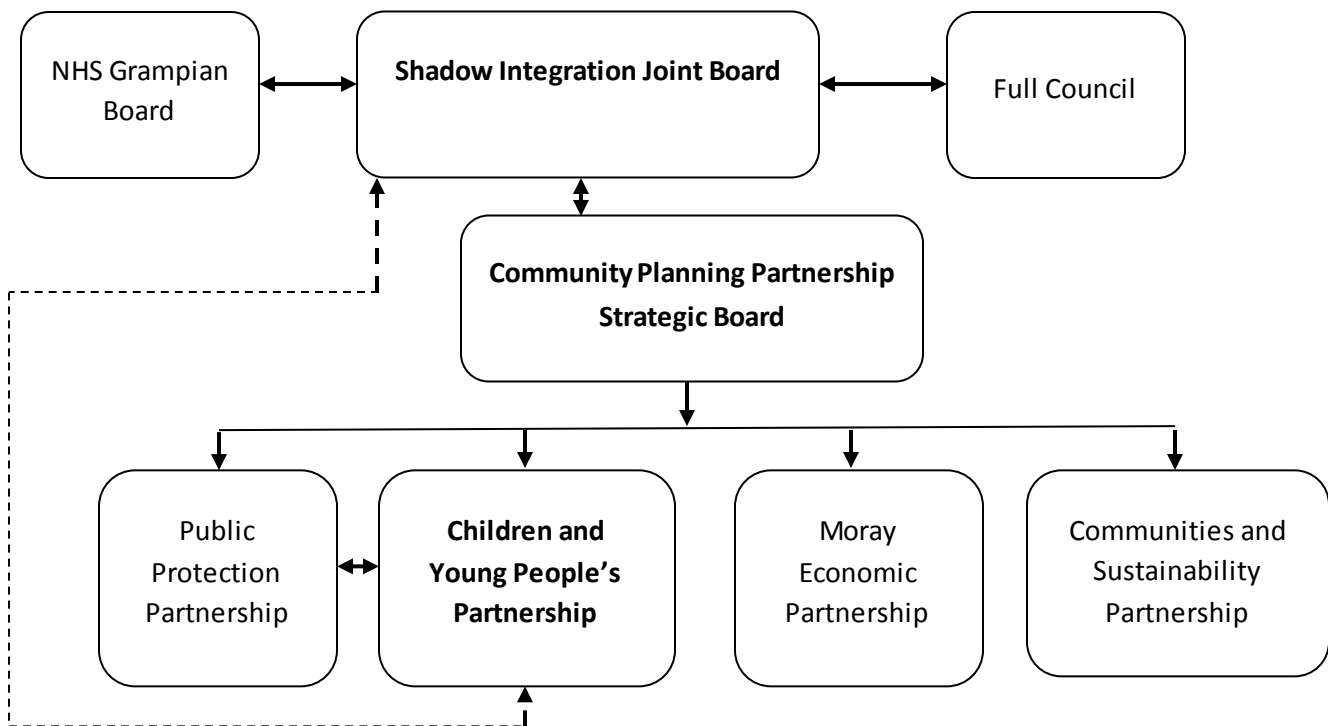 NHS Grampian
Board
Shadow Integration Joint Board
Full Council
Community Planning Partnership
Strategic Board
Public
Protection
Partnership
Children and
Young People’s
Partnership
Moray
Economic
Partnership
Communities and
Sustainability
Partnership